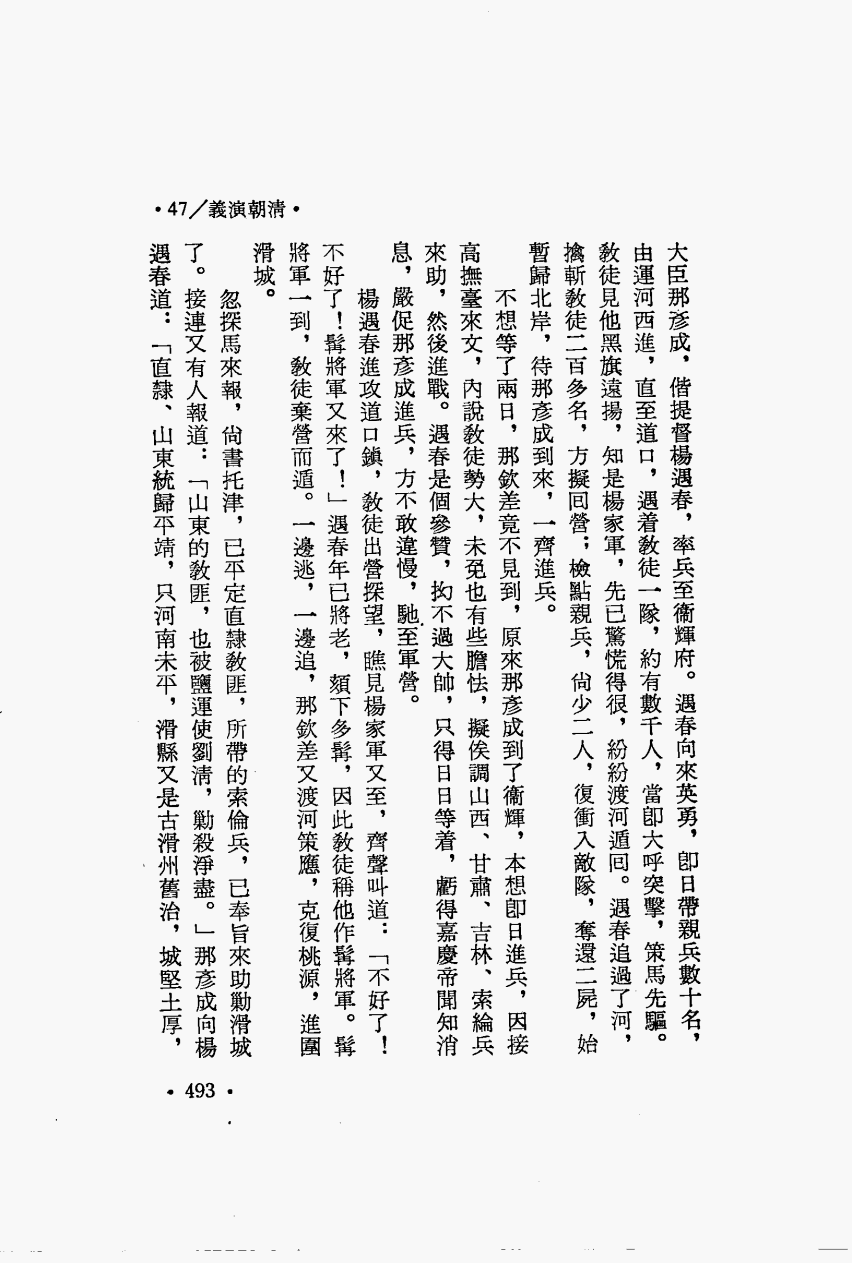 •47／義演朝清•
大臣那彥成，偕提督楊遇春，率兵至衞輝府。遇春向來英勇，卽日帶親兵數十名，
由運河西進，直至道口，遇着教徒一隊，約有數千人，當卽大呼突擊，策馬先驅。
教徒見他黑旗遠揚，知是楊家軍，先已驚慌得很，紛紛渡河遁囘。遇春追過了河，
擒斬教徒二百多名，方擬囘營；檢點親兵，尙少二人，復衝入敵隊，奪還二屍，始
暫歸北岸，待那彥成到來，一齊進兵。
不想等了兩日，那欽差竟不見到，原來那彥成到了衞輝，本想卽日進兵，因接
高撫臺來文，內說教徒勢大，未免也有些膽怯，擬俟調山西、甘肅、吉林、索綸兵
來助，然後進戰。遇春是個參贊，拗不過大帥，只得日日等着，虧得嘉慶帝聞知消
息，嚴促那彥成進兵，方不敢違慢，馳至軍營。
楊遇春進攻道口鎭，教徒出營探望，瞧見楊家軍又至，齊聲叫道：「不好了！
不好了！髯將軍又來了！」遇春年已將老，頦下多髯，因此教徒稱他作髯將軍。髯
將軍一到，教徒棄營而遁。一邊逃，一邊追，那欽差又渡河策應，克復桃源，進圍
滑城。
忽探馬來報，尙書托津，已平定直隸教匪，所帶的索倫兵，已奉旨來助勦滑城
了。接連又有人報道：「山東的教匪，也被鹽運使劉淸，勦殺淨盡。」那彥成向楊
遇春道：「直隸、山東統歸平靖，只河南未平，滑縣又是古滑州舊治，城堅土厚，
•493•